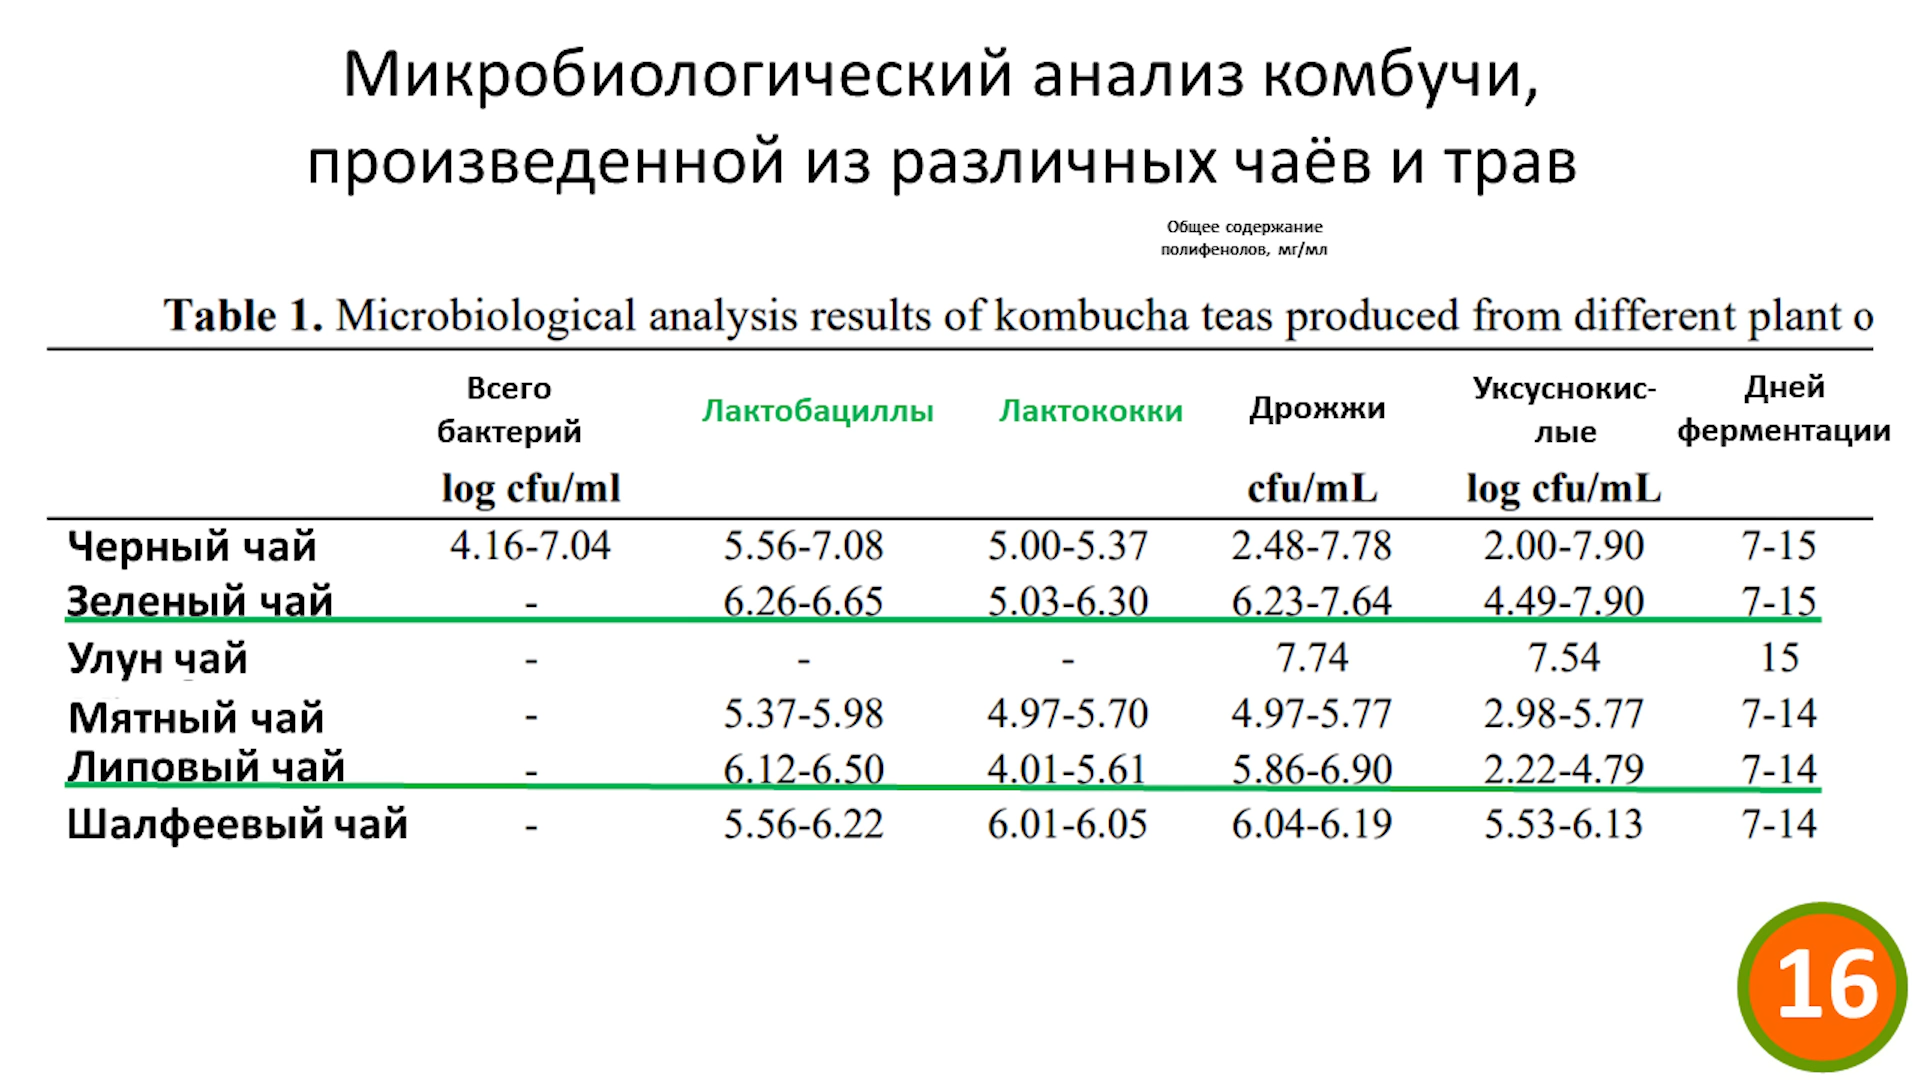 Микробиологический анализ комбучи,
произведенной из различных чаёв и трав
Общее содержание
полифенолов, мг/мл
Table 1. Microbiological analysis results of kombucha teas produced from different plant o
Всего бактерий Лактобациллы Лактококки Дрожжи Уксуснокис-лые Дней ферментации
log cfu/ml cfu/mL log cfu/mL
Черный чай 4.16-7.04 5.56-7.08 5.00-5.37 2.48-7.78 2.00-7.90 7-15
Зеленый чай - 6.26-6.65 5.03-6.30 6.23-7.64 4.49-7.90 7-15
Улун чай - - - 7.74 7.54 15
Мятный чай - 5.37-5.98 4.97-5.70 4.97-5.77 2.98-5.77 7-14
Липовый чай - 6.12-6.50 4.01-5.61 5.86-6.90 2.22-4.79 7-14
Шалфеевый чай - 5.56-6.22 6.01-6.05 6.04-6.19 5.53-6.13 7-14
16